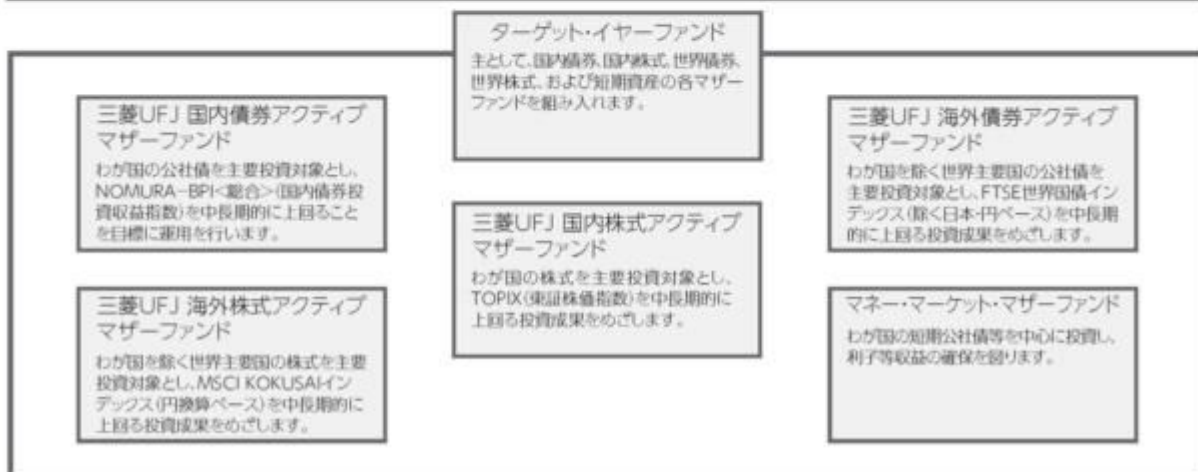 ターゲット・イヤーファンド
主として、国内債券、国内株式、世界債券、
世界株式、および短期資産の各マザー
ファンドを組み入れます。
三菱UFJ 国内債券アクティブ
マザーファンド
わが国の公社債を主要投資対象とし、
NOMURA-BPI<総合>(国内債券投
資収益指数)を中長期的に上回ること
を目標に運用を行います。
三菱UFJ 海外債券アクティブ
マザーファンド
わが国を除く世界主要国の公社債を
主要投資対象とし、FTSE世界国債イン
デックス(除く日本・円ベース)を中長期
的に上回る投資成果をめざします。
三菱UFJ 国内株式アクティブ
マザーファンド
わが国の株式を主要投資対象とし、
TOPIX(東証株価指数)を中長期的に
上回る投資成果をめざします。
三菱UFJ 海外株式アクティブ
マザーファンド
わが国を除く世界主要国の株式を主要
投資対象とし、MSCI KOKUSAIイン
デックス(円換算ベース)を中長期的に
上回る投資成果をめざします。
マネー・マーケット・マザーファンド
わが国の短期公社債等を中心に投資し、
利子等収益の確保を図ります。